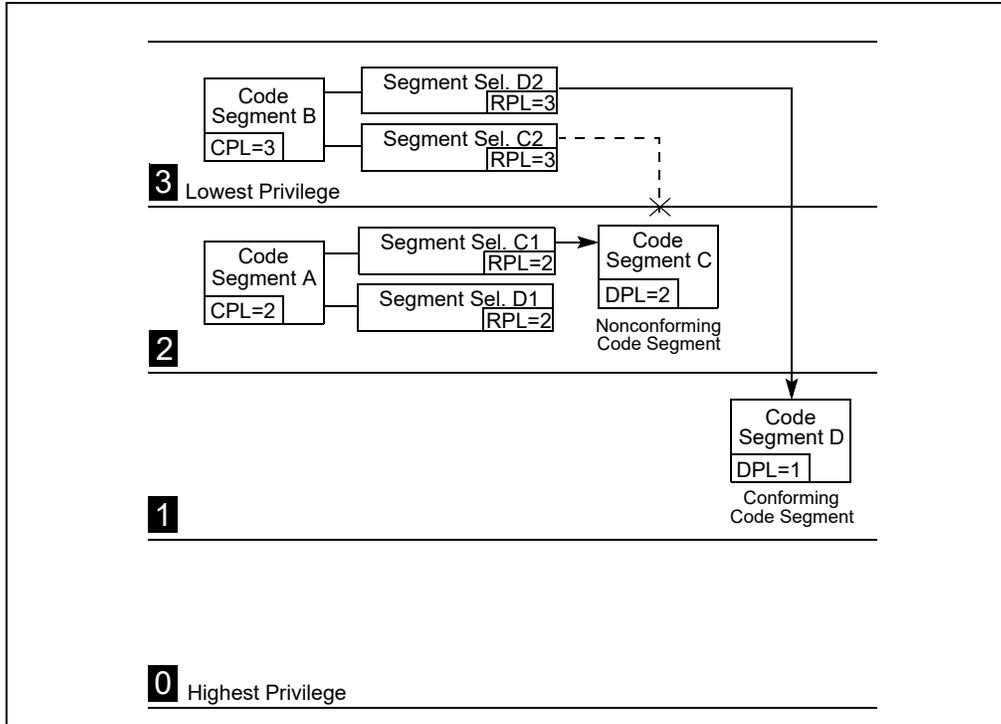 Code
Segment B
CPL=3
Segment Sel. D2
RPL=3
Segment Sel. C2
RPL=3
3 Lowest Privilege
Code
Segment A
CPL=2
Segment Sel. C1
RPL=2
Segment Sel. D1
RPL=2
Code
Segment C
DPL=2
Nonconforming
Code Segment
2
Code
Segment D
DPL=1
Conforming
Code Segment
1
0 Highest Privilege